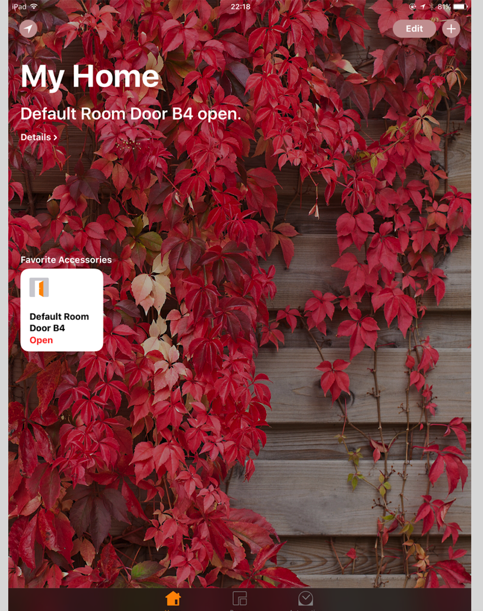 iPad
22:18
81%
Edit
My Home
Default Room Door B4 open.
Details >
Favorite Accessories
Default Room
Door B4
Open